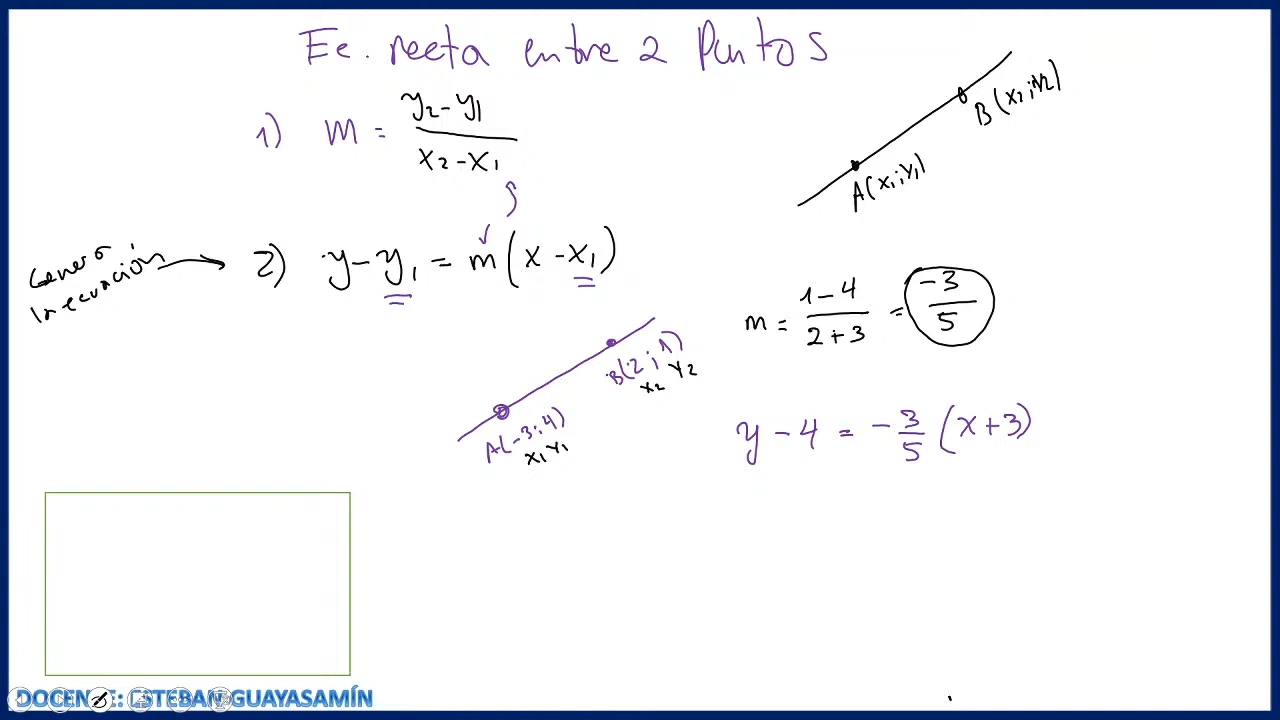 Ec. recta entre 2 Puntos
1) m = y2 - y1 / x2 - x1
B(x2; y2)
A(x1; y1)
Genero la ecuación → 2) y - y1 = m(x - x1)
m = 1 - 4 / 2 + 3 = -3 / 5
B(2; 1)
x2 y2
A(-3; 4)
x1 y1
y - 4 = -3/5 (x + 3)
DOCENTE: ESTEBAN GUAYASAMÍN